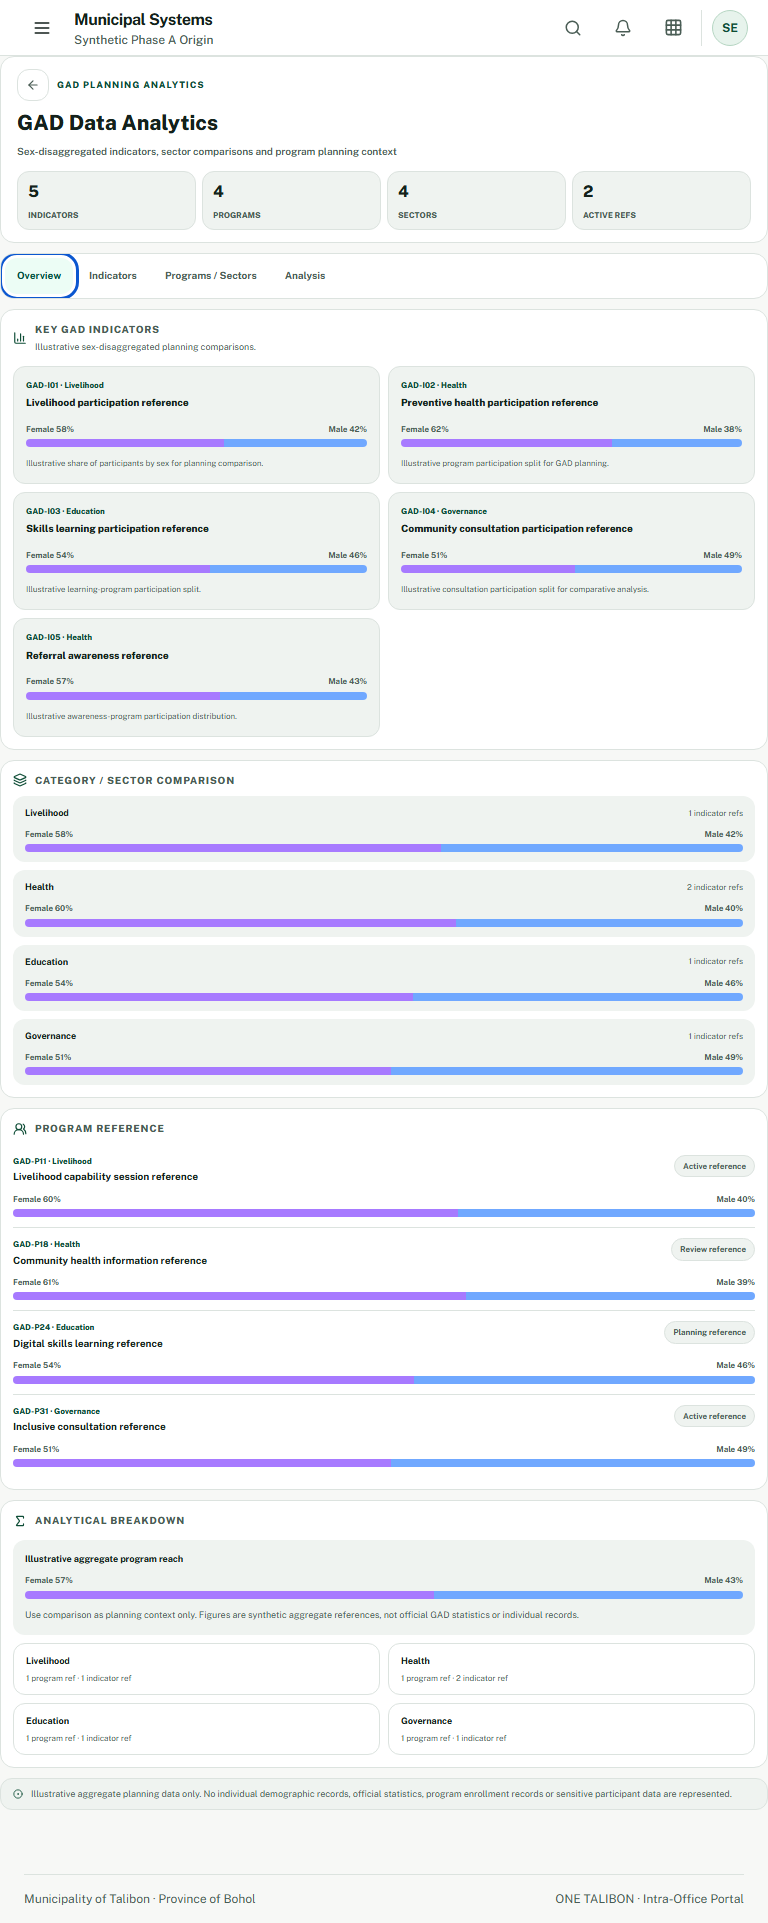 Municipal Systems
Synthetic Phase A Origin
SE
GAD PLANNING ANALYTICS
GAD Data Analytics
Sex-disaggregated indicators, sector comparisons and program planning context
5
INDICATORS
4
PROGRAMS
4
SECTORS
2
ACTIVE REFS
Overview
Indicators
Programs / Sectors
Analysis
KEY GAD INDICATORS
Illustrative sex-disaggregated planning comparisons.
GAD-I01 · Livelihood
Livelihood participation reference
Female 58% Male 42%
Illustrative share of participants by sex for planning comparison.
GAD-I02 · Health
Preventive health participation reference
Female 62% Male 38%
Illustrative program participation split for GAD planning.
GAD-I03 · Education
Skills learning participation reference
Female 54% Male 46%
Illustrative learning-program participation split.
GAD-I04 · Governance
Community consultation participation reference
Female 51% Male 49%
Illustrative consultation participation split for comparative analysis.
GAD-I05 · Health
Referral awareness reference
Female 57% Male 43%
Illustrative awareness-program participation distribution.
CATEGORY / SECTOR COMPARISON
Livelihood 1 indicator refs
Female 58% Male 42%
Health 2 indicator refs
Female 60% Male 40%
Education 1 indicator refs
Female 54% Male 46%
Governance 1 indicator refs
Female 51% Male 49%
PROGRAM REFERENCE
GAD-P11 · Livelihood
Livelihood capability session reference
Active reference
Female 60% Male 40%
GAD-P18 · Health
Community health information reference
Review reference
Female 61% Male 39%
GAD-P24 · Education
Digital skills learning reference
Planning reference
Female 54% Male 46%
GAD-P31 · Governance
Inclusive consultation reference
Active reference
Female 51% Male 49%
ANALYTICAL BREAKDOWN
Illustrative aggregate program reach
Female 57% Male 43%
Use comparison as planning context only. Figures are synthetic aggregate references, not official GAD statistics or individual records.
Livelihood
1 program ref · 1 indicator ref
Health
1 program ref · 2 indicator ref
Education
1 program ref · 1 indicator ref
Governance
1 program ref · 1 indicator ref
Illustrative aggregate planning data only. No individual demographic records, official statistics, program enrollment records or sensitive participant data are represented.
Municipality of Talibon · Province of Bohol
ONE TALIBON · Intra-Office Portal